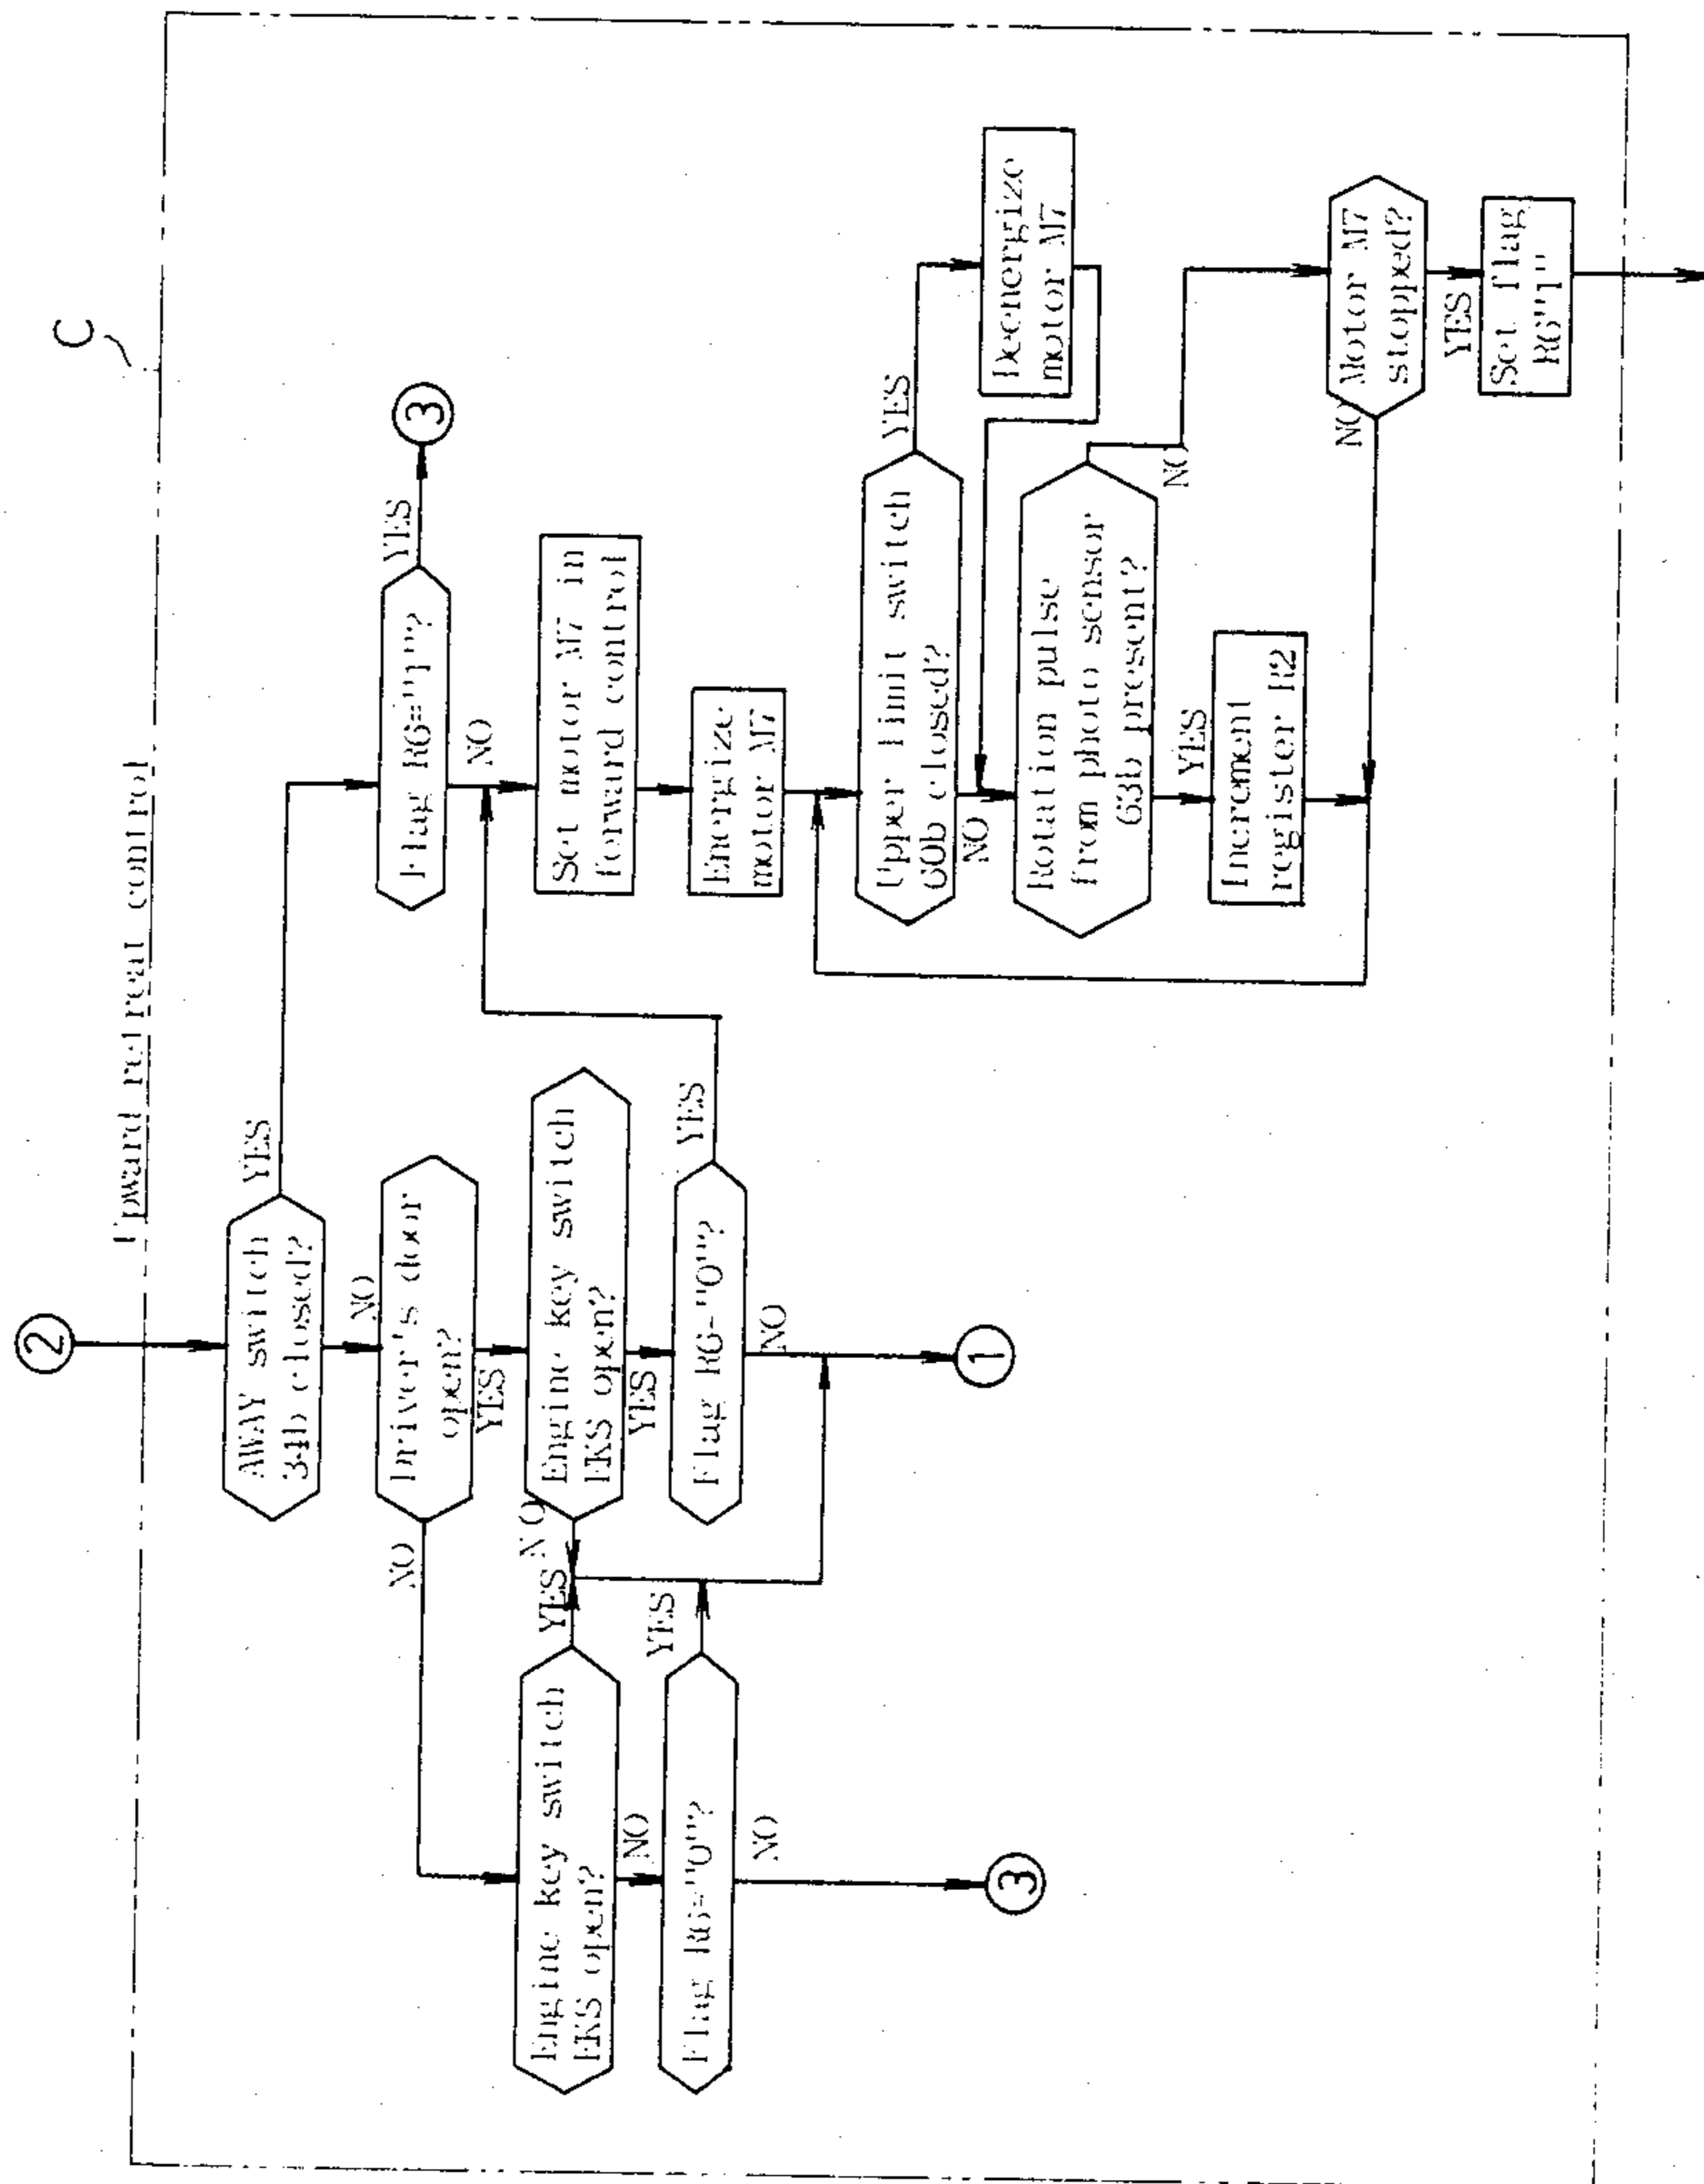 C
Upward retreat control
2
AWAY switch
34b closed?
YES
NO
Driver's door
open?
NO
YES
Engine key switch
EKS open?
YES
NO
Engine key switch
EKS open?
NO
YES
Flag R6="0"?
YES
NO
3
Flag R6="0"?
YES
NO
1
Flag R6="1"?
YES
3
NO
Set motor M7 in
forward control
Energize
motor M7
Upper limit switch
60b closed?
YES
NO
Deenergize
motor M7
Rotation pulse
from photo sensor
63b present?
NO
YES
Increment
register R2
Motor M7
stopped?
NO
YES
Set flag
R6"1"